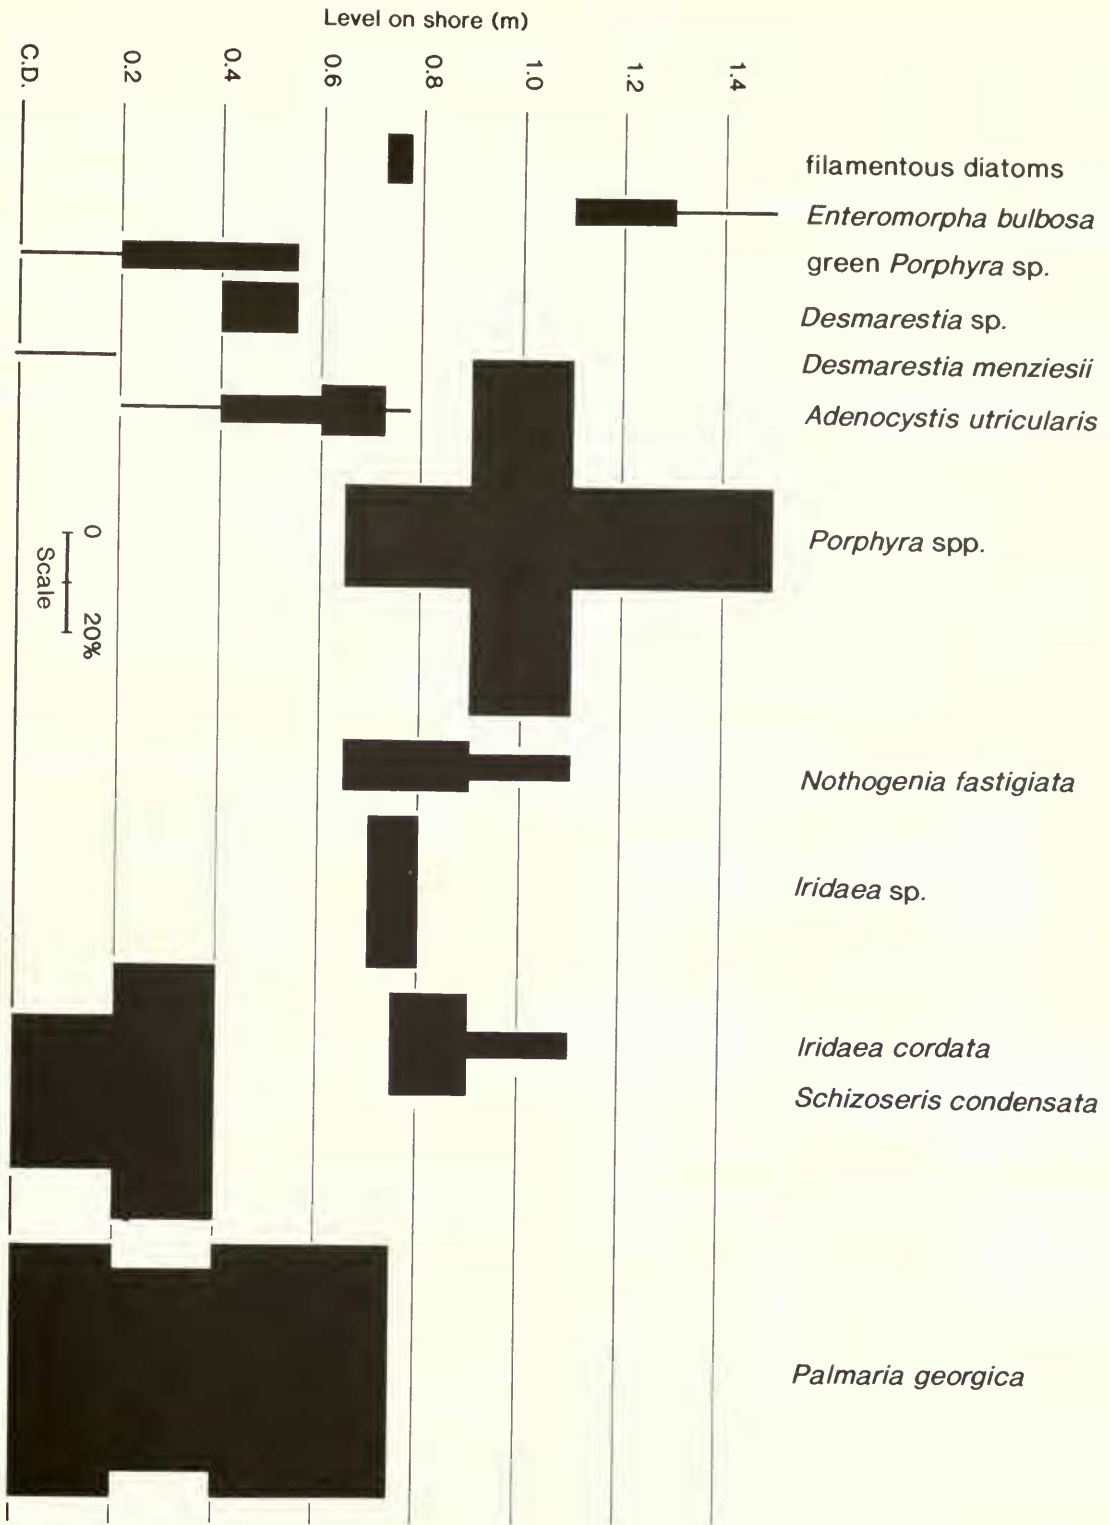 Level on shore (m)
C.D.
0.2
0.4
0.6
0.8
1.0
1.2
1.4
filamentous diatoms
Enteromorpha bulbosa
green Porphyra sp.
Desmarestia sp.
Desmarestia menziesii
Adenocystis utricularis
Porphyra spp.
0 20%
Scale
Nothogenia fastigiata
Iridaea sp.
Iridaea cordata
Schizoseris condensata
Palmaria georgica